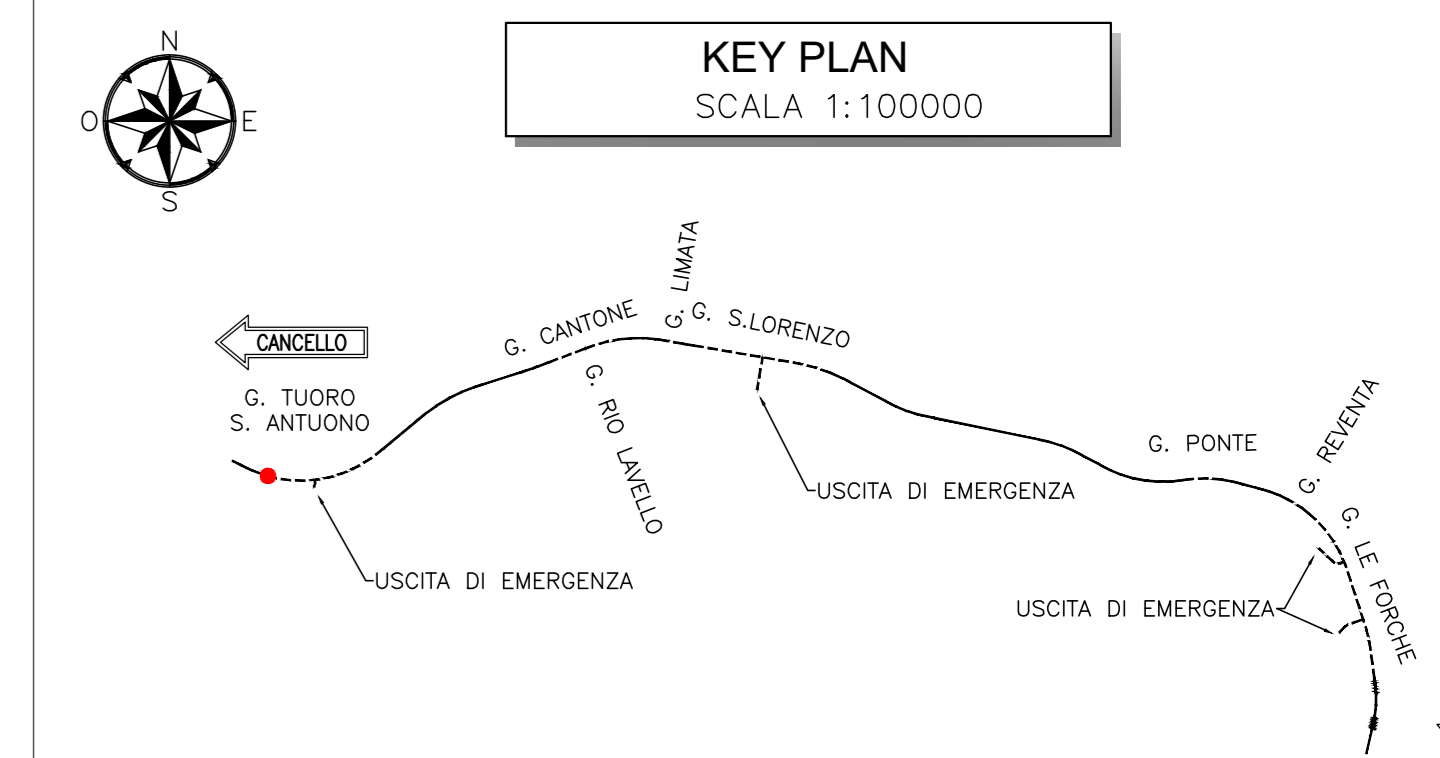 N
O
E
S
KEY PLAN
SCALA 1:100000
CANCELLO
G. TUORO
S. ANTUONO
G. CANTONE
G. LIMATA
G. S.LORENZO
G. RIO LAVELLO
USCITA DI EMERGENZA
USCITA DI EMERGENZA
G. PONTE
G. REVENTA
G. LE FORCHE
USCITA DI EMERGENZA